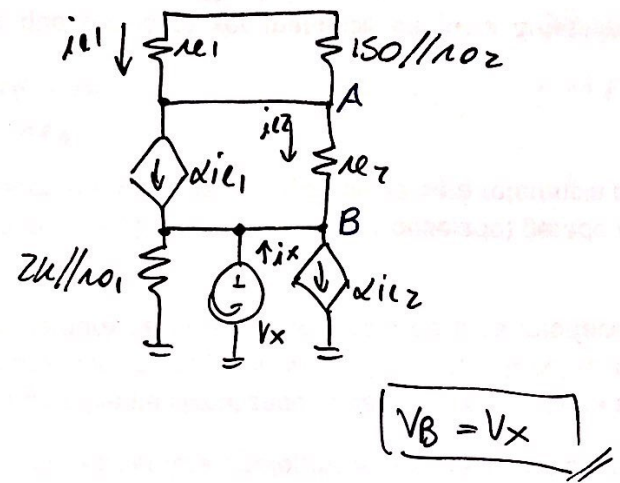 ie1 ↓ re1 150//ro2
A
ie2 ↓ re2
↓ αie1
B
2k//ro1 ↑ix ↓ αie2
+
Vx
VB = Vx